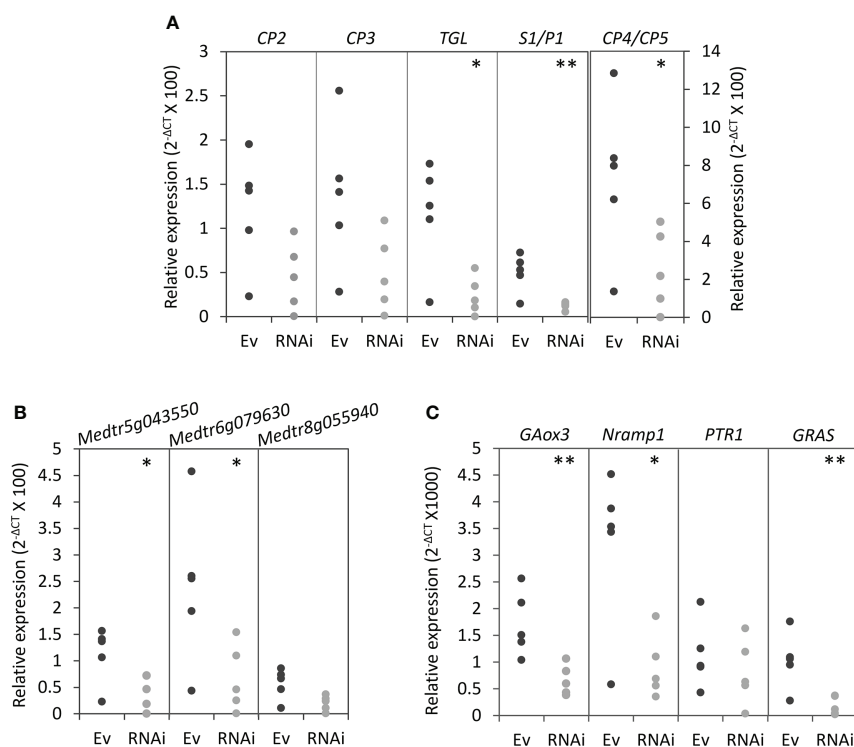 A
CP2 CP3 TGL S1/P1 CP4/CP5
* ** *
Relative expression (2-ΔCT X 100)
3
2.5
2
1.5
1
0.5
0
14
12
10
8
6
4
2
0
Relative expression (2-ΔCT X 100)
Ev RNAi Ev RNAi Ev RNAi Ev RNAi Ev RNAi
B
Medtr5g043550 Medtr6g079630 Medtr8g055940
* *
Relative expression (2-ΔCT X 100)
5
4.5
4
3.5
3
2.5
2
1.5
1
0.5
0
Ev RNAi Ev RNAi Ev RNAi
C
GAox3 Nramp1 PTR1 GRAS
** * **
Relative expression (2-ΔCT X1000)
5
4.5
4
3.5
3
2.5
2
1.5
1
0.5
0
Ev RNAi Ev RNAi Ev RNAi Ev RNAi